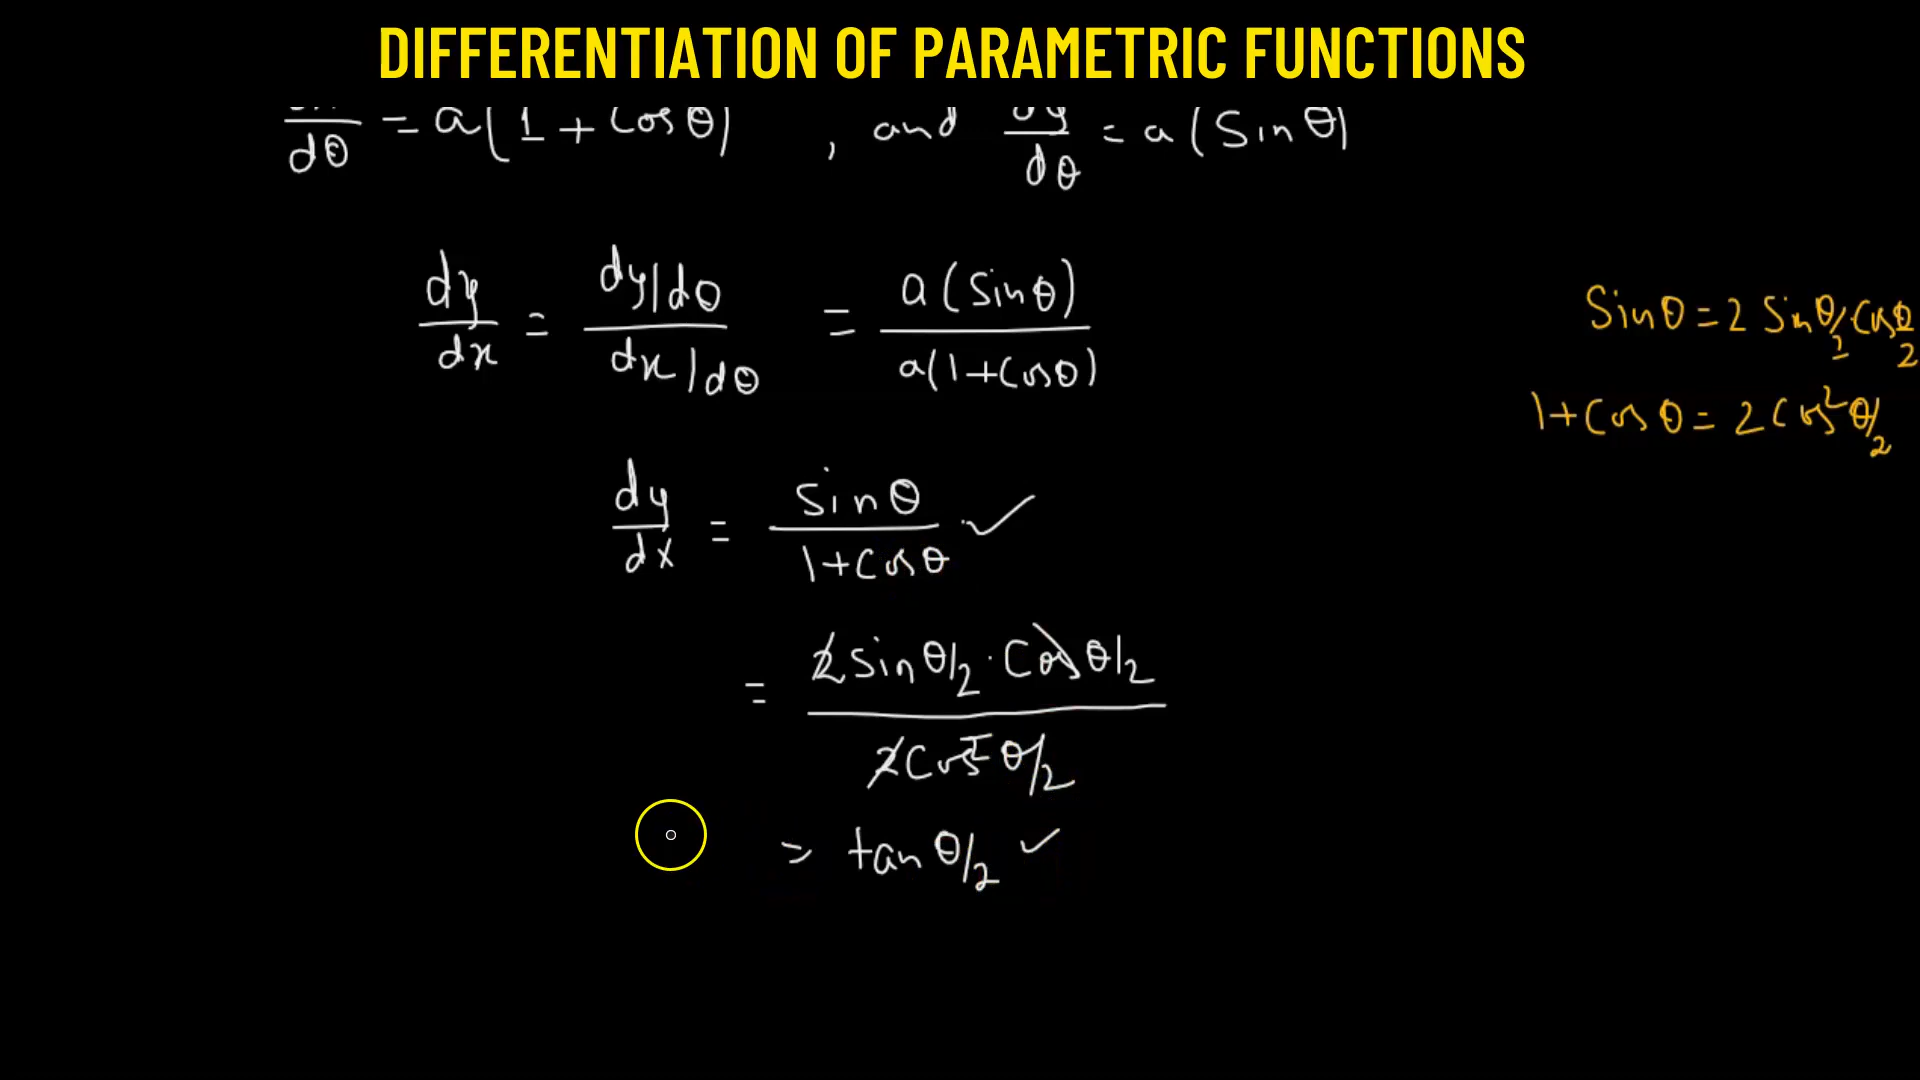 DIFFERENTIATION OF PARAMETRIC FUNCTIONS
/dθ = a(1 + Cosθ) , and dy/dθ = a(Sinθ)
dy/dx = dy|dθ / dx|dθ = a(Sinθ) / a(1+Cosθ)
Sinθ = 2 Sinθ/2 · Cosθ/2
1+Cosθ = 2Cos²θ/2
dy/dx = Sinθ / 1+Cosθ ✓
= 2Sinθ/2 · Cosθ/2 / 2Cos²θ/2
= tanθ/2 ✓